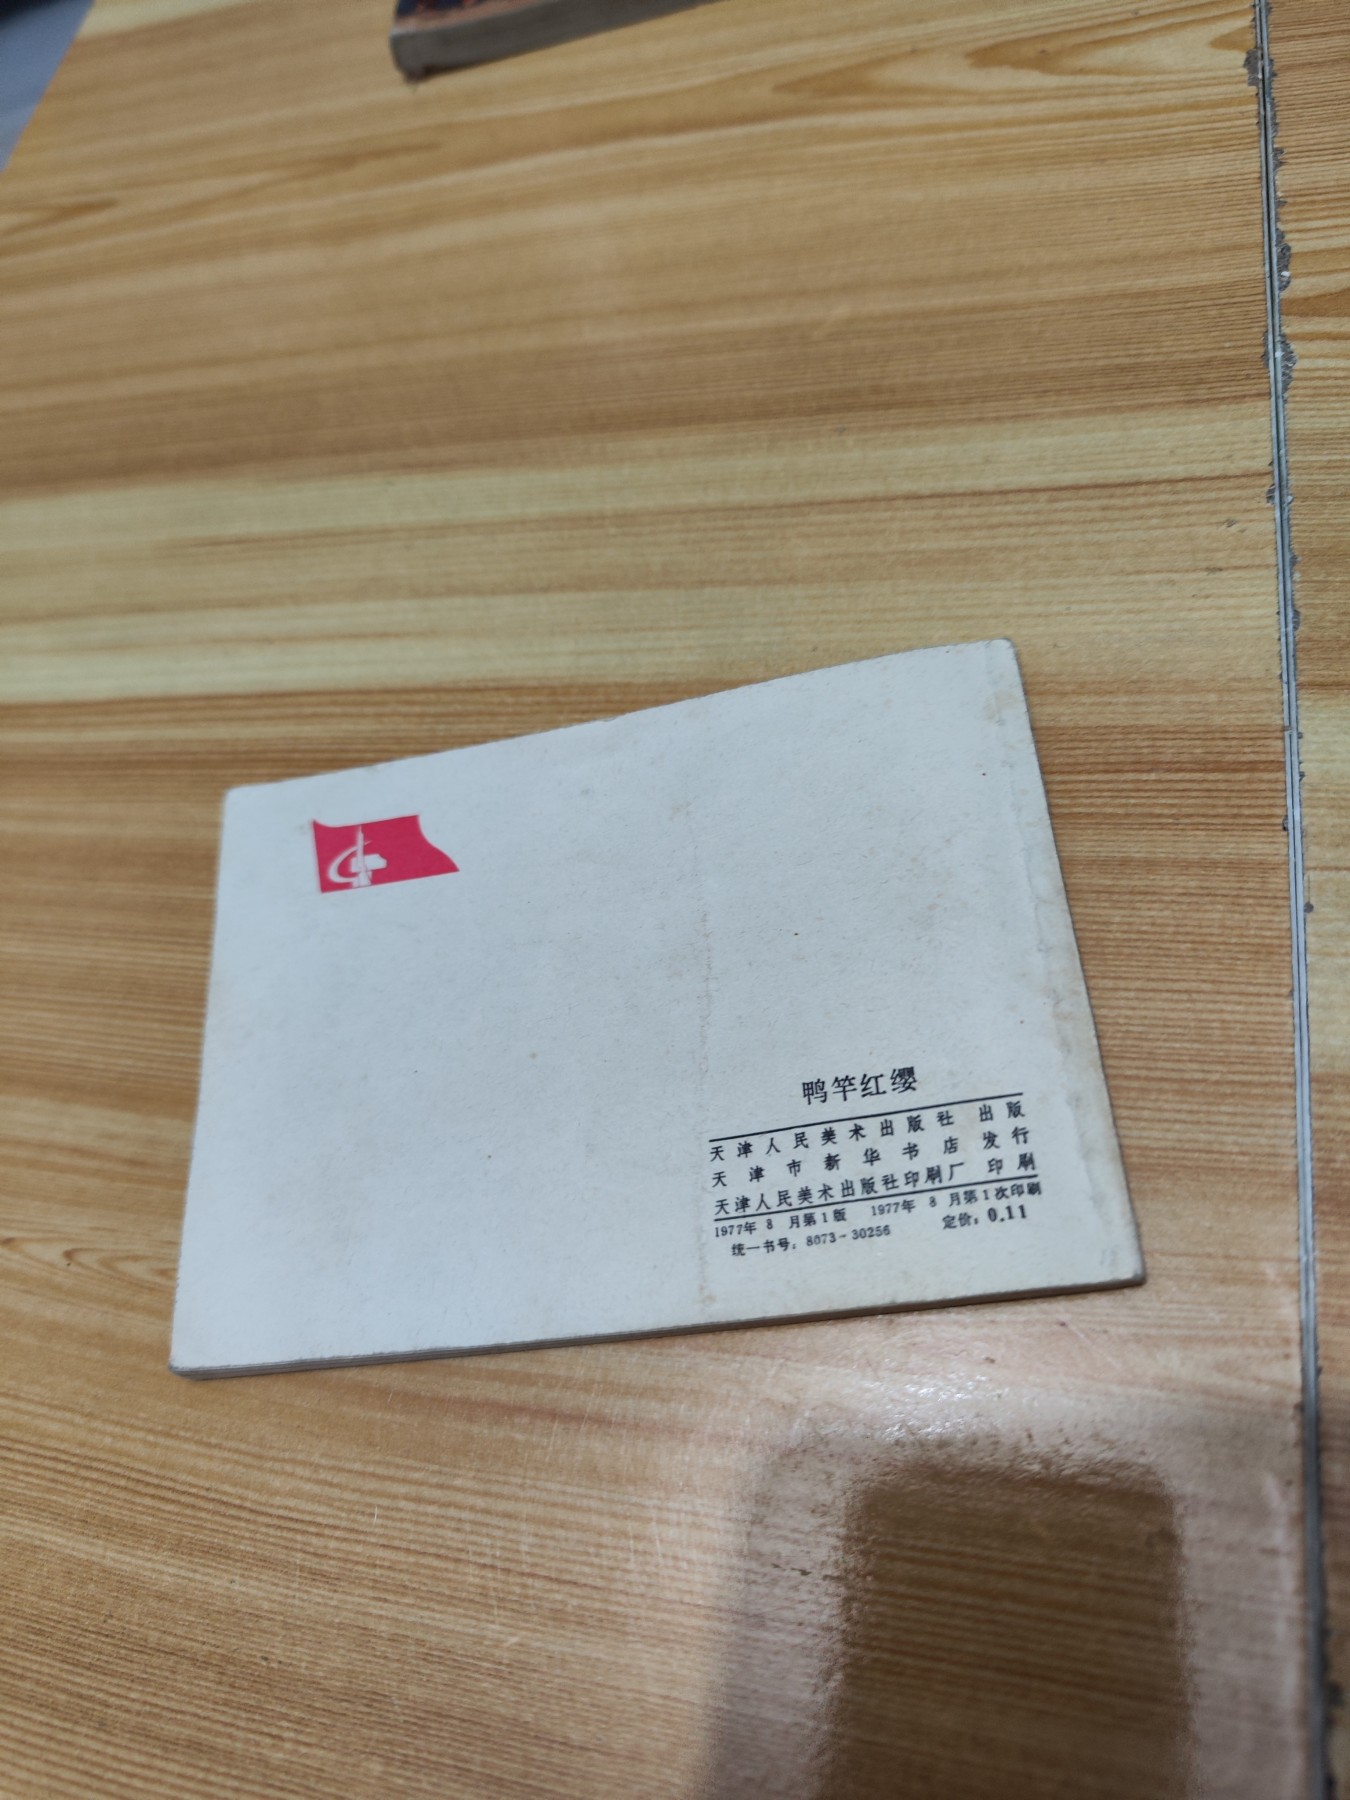 鸭竿红缨
天津人民美术出版社 出版
天津市新华书店 发行
天津人民美术出版社印刷厂 印刷
1977年 8 月第1版 1977年 8 月第1次印刷
统一书号：8073-30256 定价：0.11